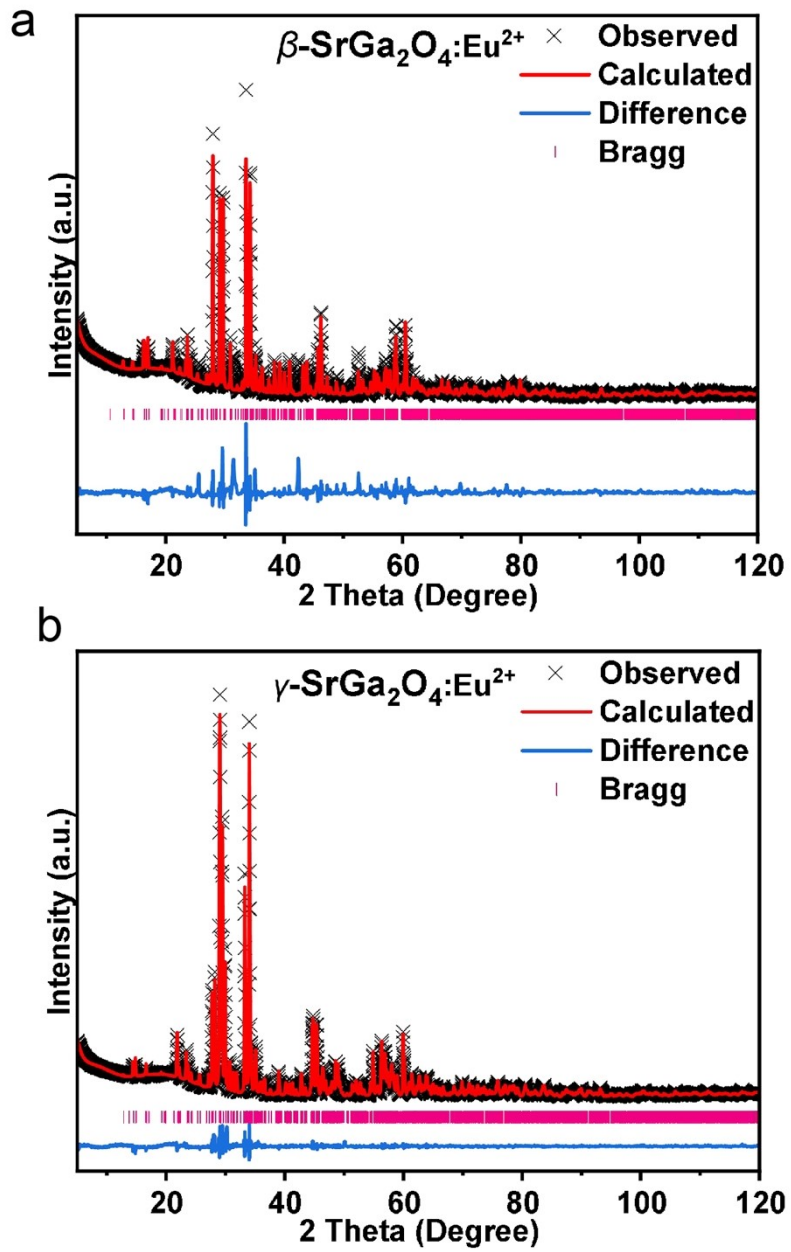 a
β-SrGa₂O₄:Eu²⁺
Observed
Calculated
Difference
Bragg
Intensity (a.u.)
20 40 60 80 100 120
2 Theta (Degree)
b
γ-SrGa₂O₄:Eu²⁺
Observed
Calculated
Difference
Bragg
Intensity (a.u.)
20 40 60 80 100 120
2 Theta (Degree)